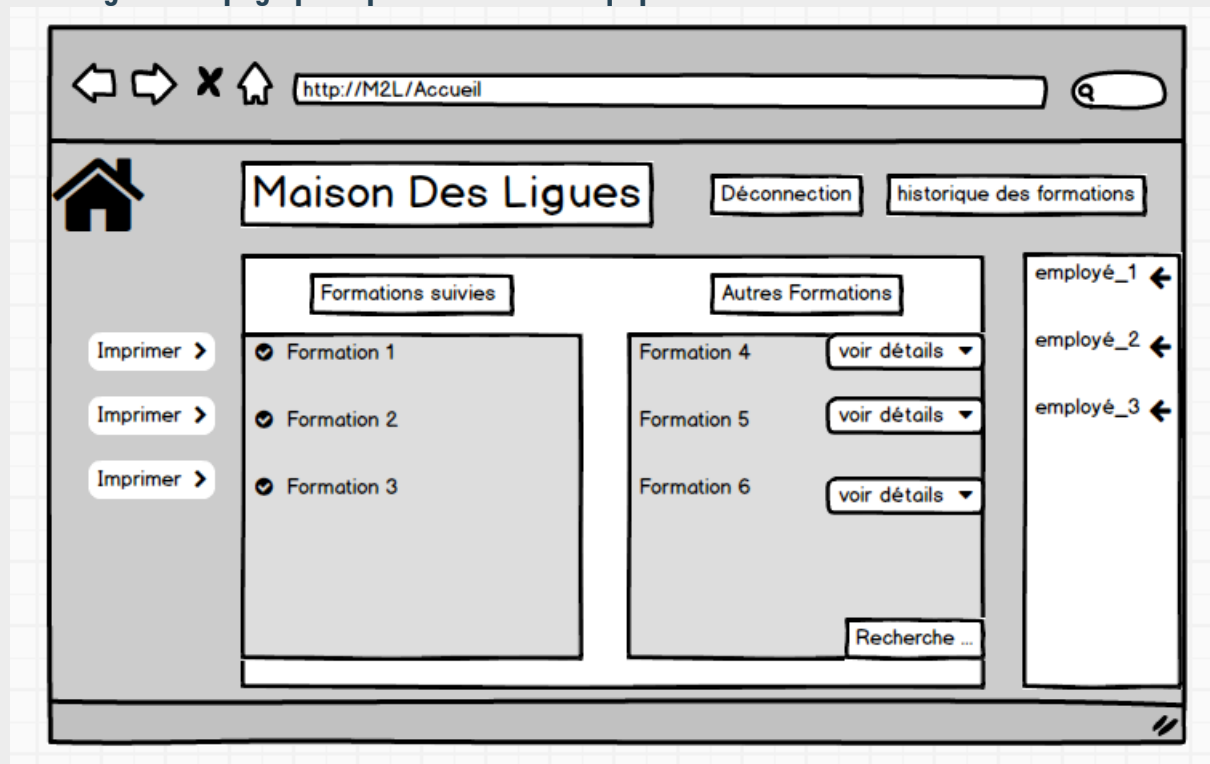 http://M2L/Accueil
Maison Des Ligues
Déconnection
historique des formations
Formations suivies
Autres Formations
employé_1
employé_2
employé_3
Imprimer
Imprimer
Imprimer
Formation 1
Formation 2
Formation 3
Formation 4
voir détails
Formation 5
voir détails
Formation 6
voir détails
Recherche ...